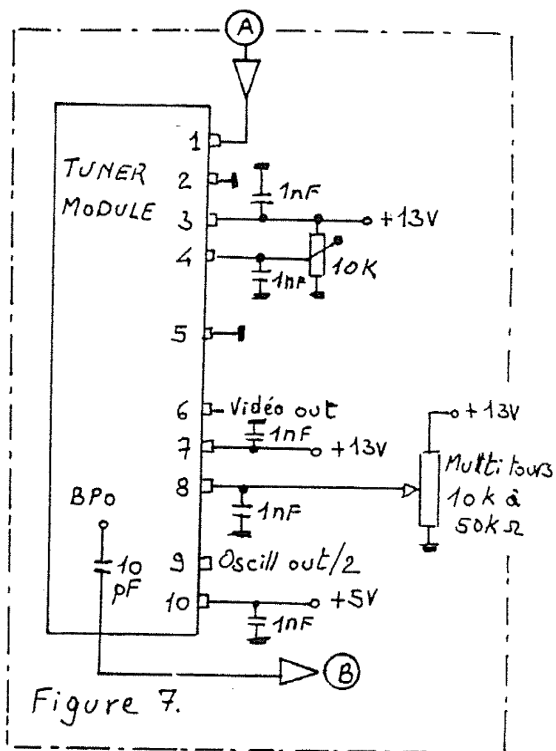 A
1
TUNER
MODULE
2
1nF
3
+13V
4
1nF
10K
5
6 Vidéo out
1nF
7
+13V
+13V
8
1nF
Multitours
10k à
50kΩ
BPO
10
pF
9 Oscill out/2
10
+5V
1nF
B
Figure 7.